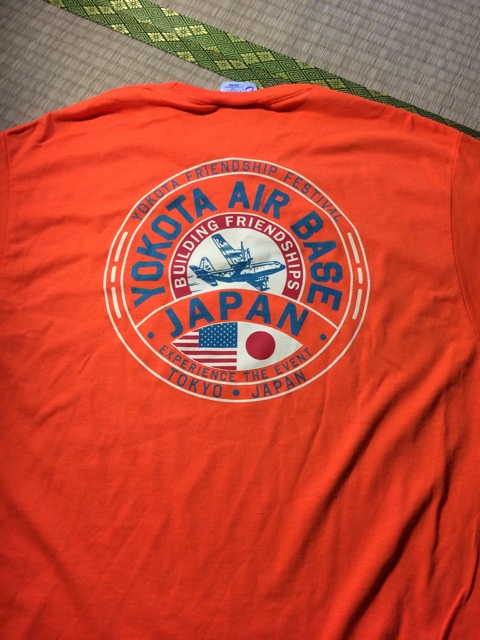 YOKOTA FRIENDSHIP FESTIVAL
YOKOTA AIR BASE
BUILDING FRIENDSHIPS
JAPAN
EXPERIENCE THE EVENT
TOKYO • JAPAN